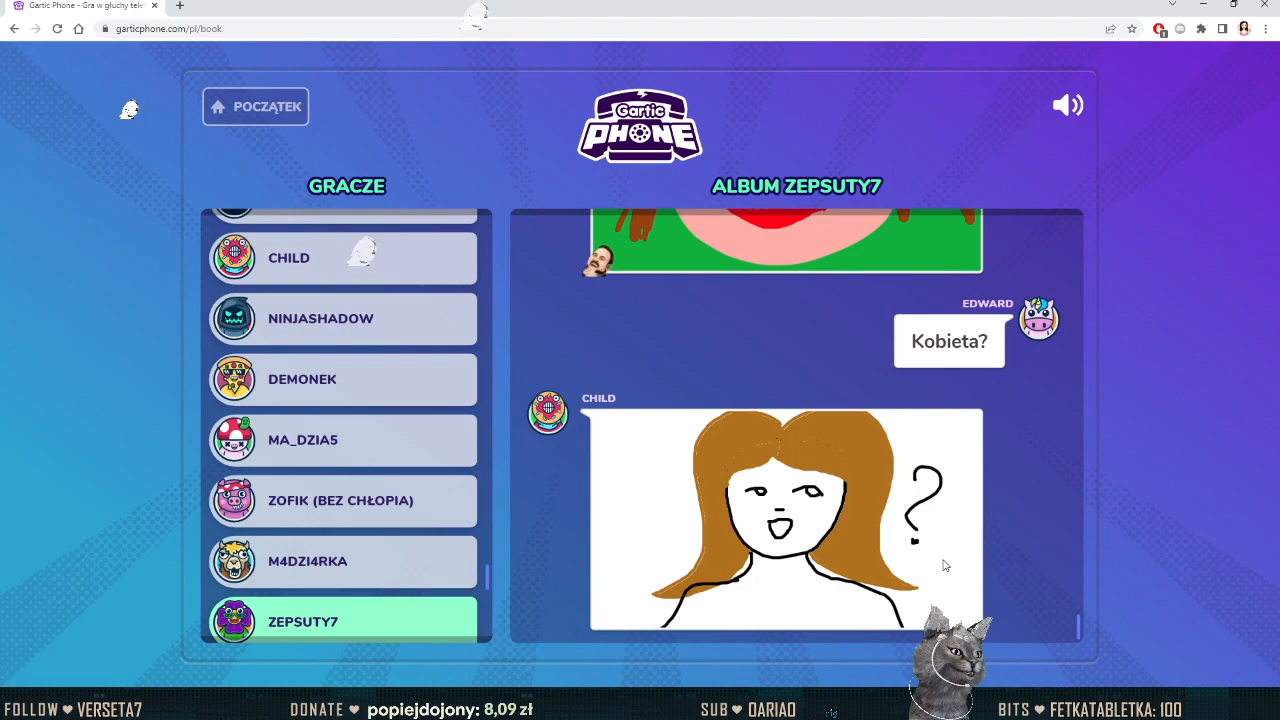 Gartic Phone - Gra w głuchy tele
garticphone.com/pl/book
POCZĄTEK
Gartic
PHONE
GRACZE
ALBUM ZEPSUTY7
CHILD
NINJASHADOW
DEMONEK
MA_DZIA5
ZOFIK (BEZ CHŁOPIA)
M4DZI4RKA
ZEPSUTY7
EDWARD
Kobieta?
CHILD
?
FOLLOW ♥ VERSETA7
DONATE ♥ popiejdojony: 8,09 zł
SUB ♥ OARIAO
BITS ♥ FETKATABLETKA: 100